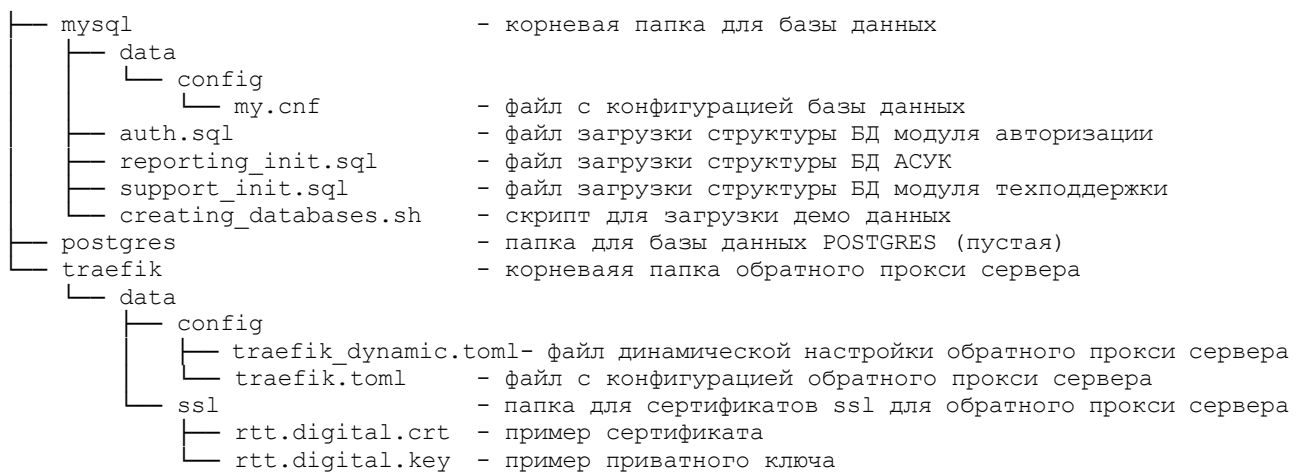 ├── mysql - корневая папка для базы данных
│   ├── data
│   │   └── config
│   │       └── my.cnf - файл с конфигурацией базы данных
│   ├── auth.sql - файл загрузки структуры БД модуля авторизации
│   ├── reporting_init.sql - файл загрузки структуры БД АСУК
│   ├── support_init.sql - файл загрузки структуры БД модуля техподдержки
│   └── creating_databases.sh - скрипт для загрузки демо данных
├── postgres - папка для базы данных POSTGRES (пустая)
└── traefik - корневаяя папка обратного прокси сервера
    └── data
        ├── config
        │   ├── traefik_dynamic.toml- файл динамической настройки обратного прокси сервера
        │   └── traefik.toml - файл с конфигурацией обратного прокси сервера
        └── ssl - папка для сертификатов ssl для обратного прокси сервера
            ├── rtt.digital.crt - пример сертификата
            └── rtt.digital.key - пример приватного ключа